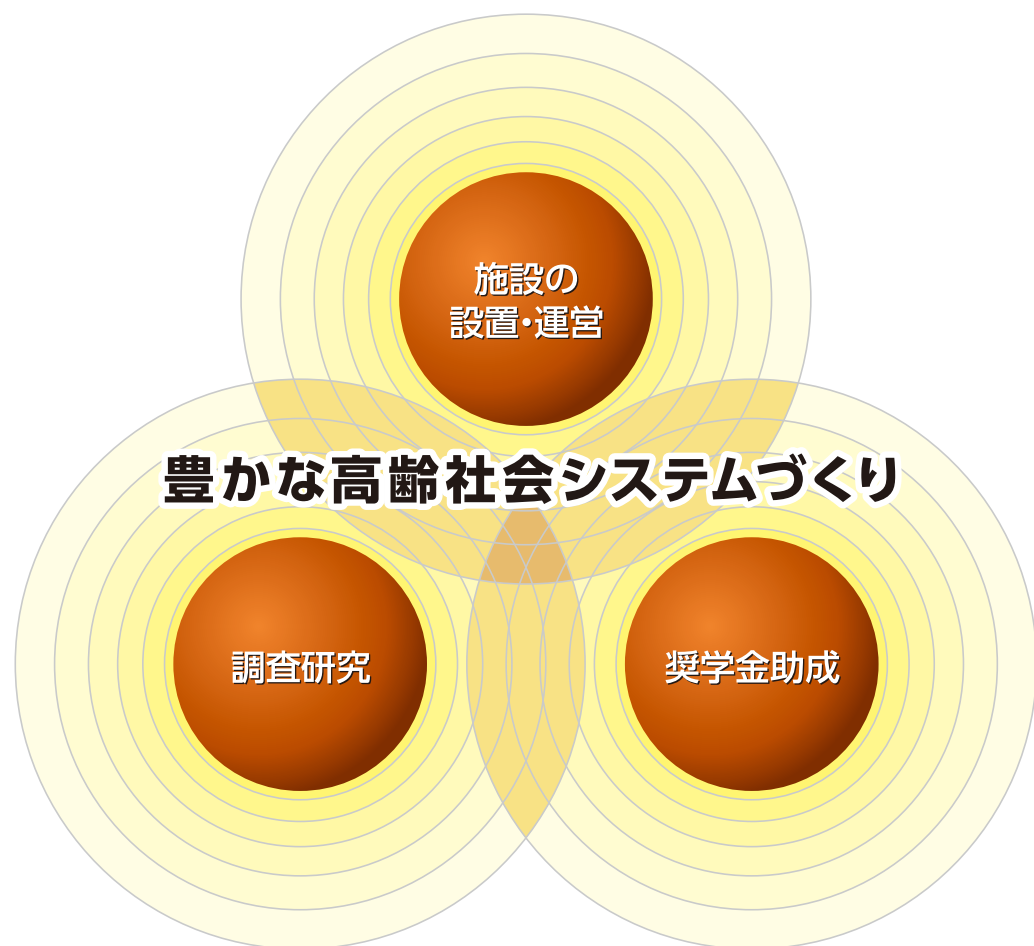 施設の
設置・運営
豊かな高齢社会システムづくり
調査研究
奨学金助成